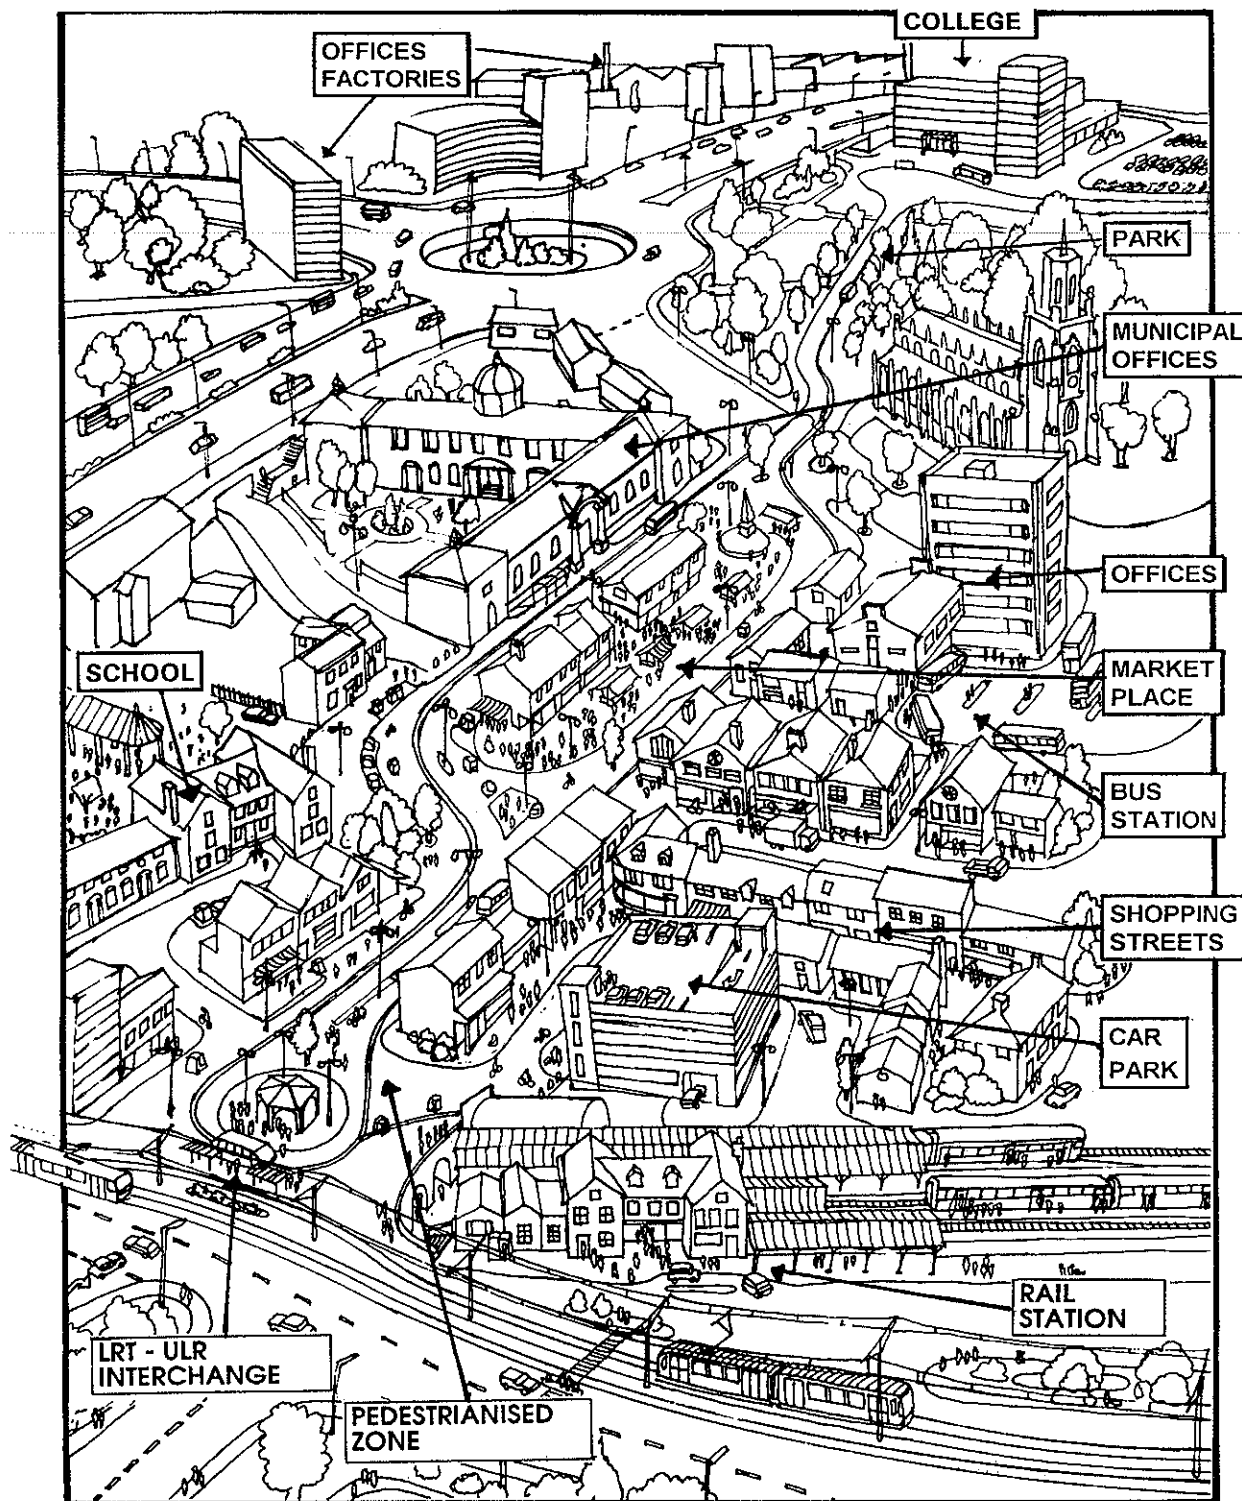 COLLEGE
OFFICES
FACTORIES
PARK
MUNICIPAL
OFFICES
OFFICES
SCHOOL
MARKET
PLACE
BUS
STATION
SHOPPING
STREETS
CAR
PARK
RAIL
STATION
LRT - ULR
INTERCHANGE
PEDESTRIANISED
ZONE